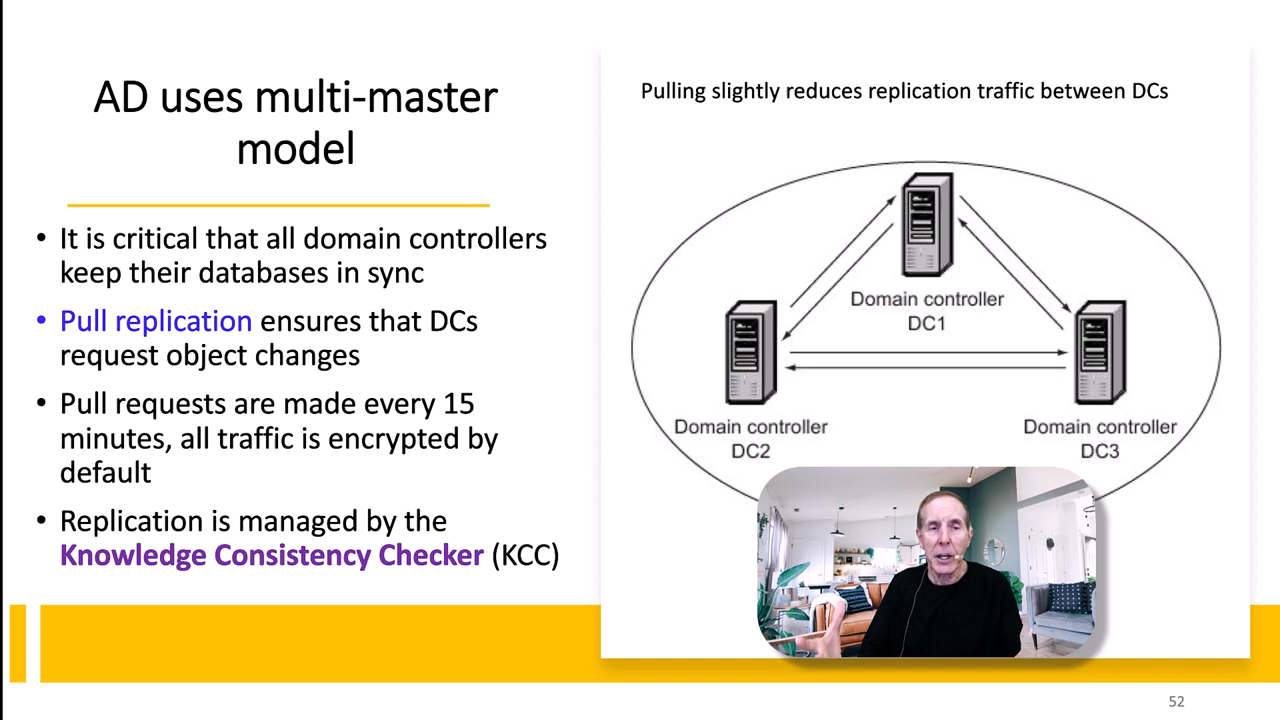 AD uses multi-master
model
• It is critical that all domain controllers
keep their databases in sync
• Pull replication ensures that DCs
request object changes
• Pull requests are made every 15
minutes, all traffic is encrypted by
default
• Replication is managed by the
Knowledge Consistency Checker (KCC)
Pulling slightly reduces replication traffic between DCs
Domain controller
DC1
Domain controller
DC2
Domain controller
DC3
52